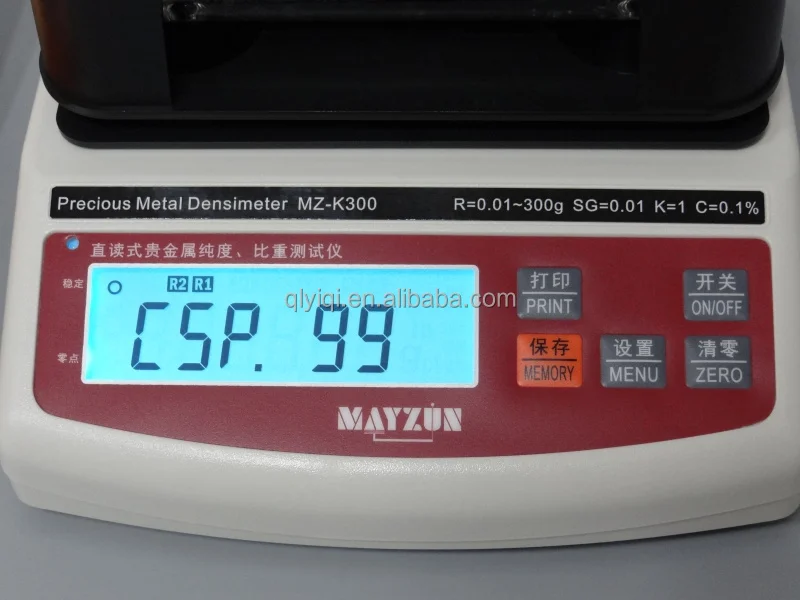 Precious Metal Densimeter MZ-K300 R=0.01~300g SG=0.01 K=1 C=0.1%
直读式贵金属纯度、比重测试仪
稳定
R2 R1
CSP. 99
零点
qlyiqi.en.alibaba.com
打印
PRINT
开关
ON/OFF
保存
MEMORY
设置
MENU
清零
ZERO
MAYZUN